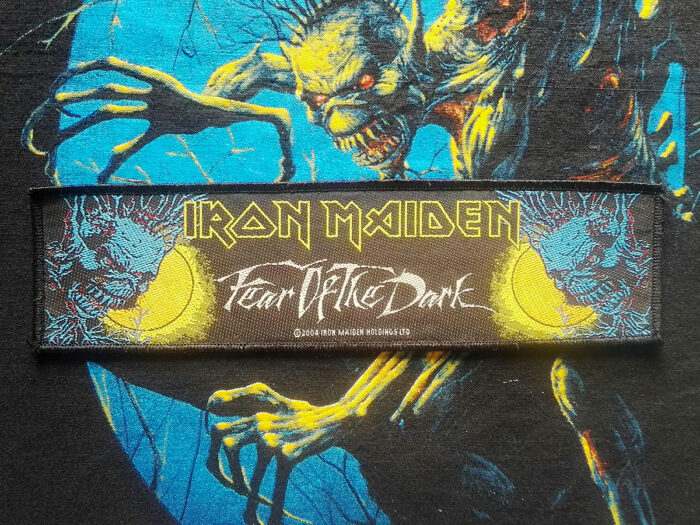 IRON MAIDEN
Fear Of The Dark
©2004 IRON MAIDEN HOLDINGS LTD